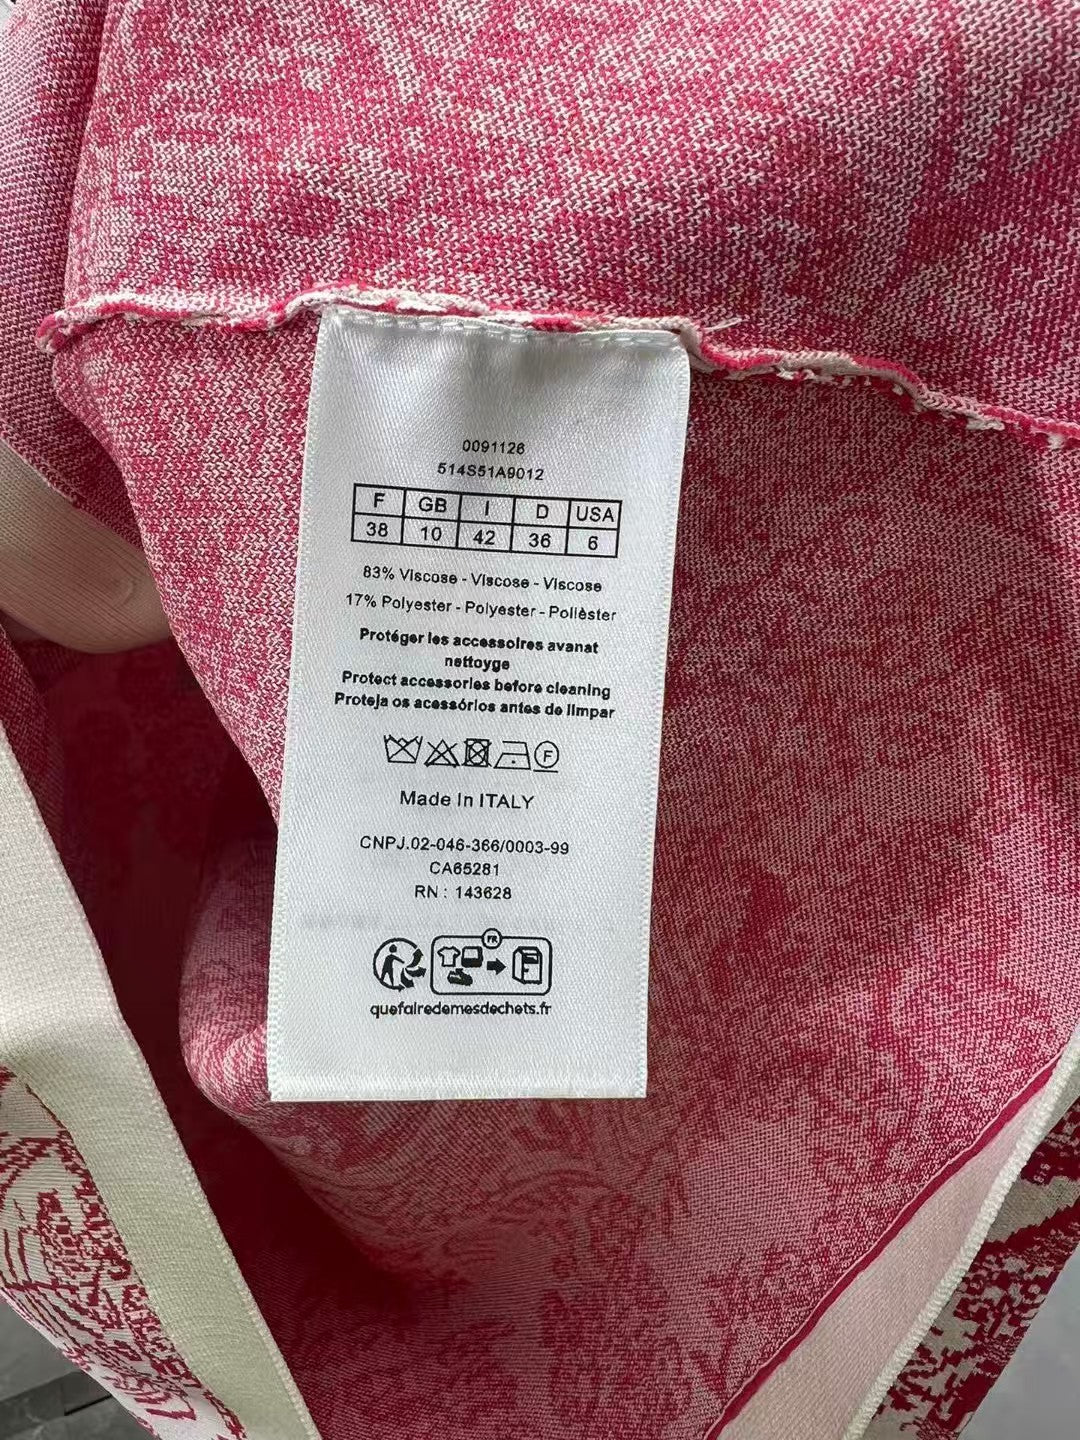 0091126
514S51A9012
F GB I D USA
38 10 42 36 6
83% Viscose - Viscose - Viscose
17% Polyester - Polyester - Polièster
Protéger les accessoires avanat
nettoyge
Protect accessories before cleaning
Proteja os acessórios antes de limpar
F
Made In ITALY
CNPJ.02-046-366/0003-99
CA65281
RN : 143628
FR
quefairedemesdechets.fr